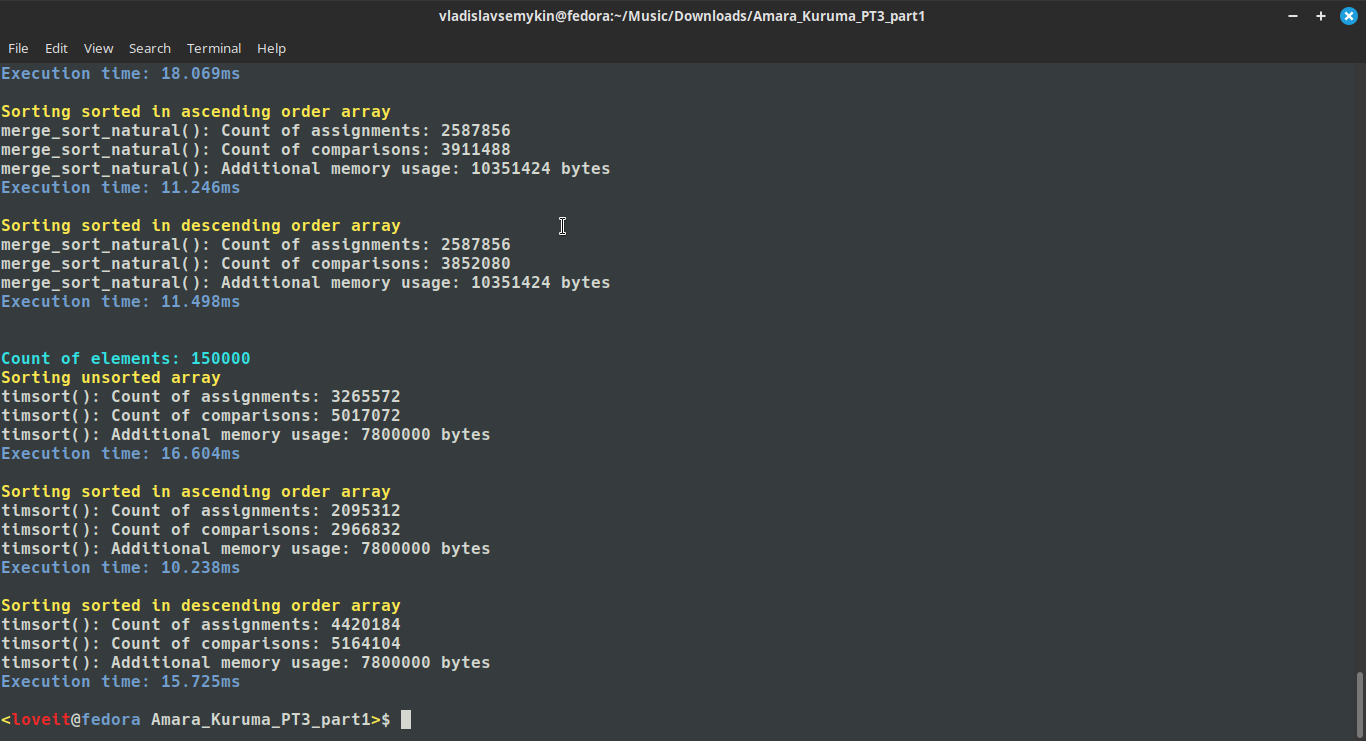 vladislavsemykin@fedora:~/Music/Downloads/Amara_Kuruma_PT3_part1
File Edit View Search Terminal Help
Execution time: 18.069ms
Sorting sorted in ascending order array
merge_sort_natural(): Count of assignments: 2587856
merge_sort_natural(): Count of comparisons: 3911488
merge_sort_natural(): Additional memory usage: 10351424 bytes
Execution time: 11.246ms
Sorting sorted in descending order array
merge_sort_natural(): Count of assignments: 2587856
merge_sort_natural(): Count of comparisons: 3852080
merge_sort_natural(): Additional memory usage: 10351424 bytes
Execution time: 11.498ms
Count of elements: 150000
Sorting unsorted array
timsort(): Count of assignments: 3265572
timsort(): Count of comparisons: 5017072
timsort(): Additional memory usage: 7800000 bytes
Execution time: 16.604ms
Sorting sorted in ascending order array
timsort(): Count of assignments: 2095312
timsort(): Count of comparisons: 2966832
timsort(): Additional memory usage: 7800000 bytes
Execution time: 10.238ms
Sorting sorted in descending order array
timsort(): Count of assignments: 4420184
timsort(): Count of comparisons: 5164104
timsort(): Additional memory usage: 7800000 bytes
Execution time: 15.725ms
<loveit@fedora Amara_Kuruma_PT3_part1>$